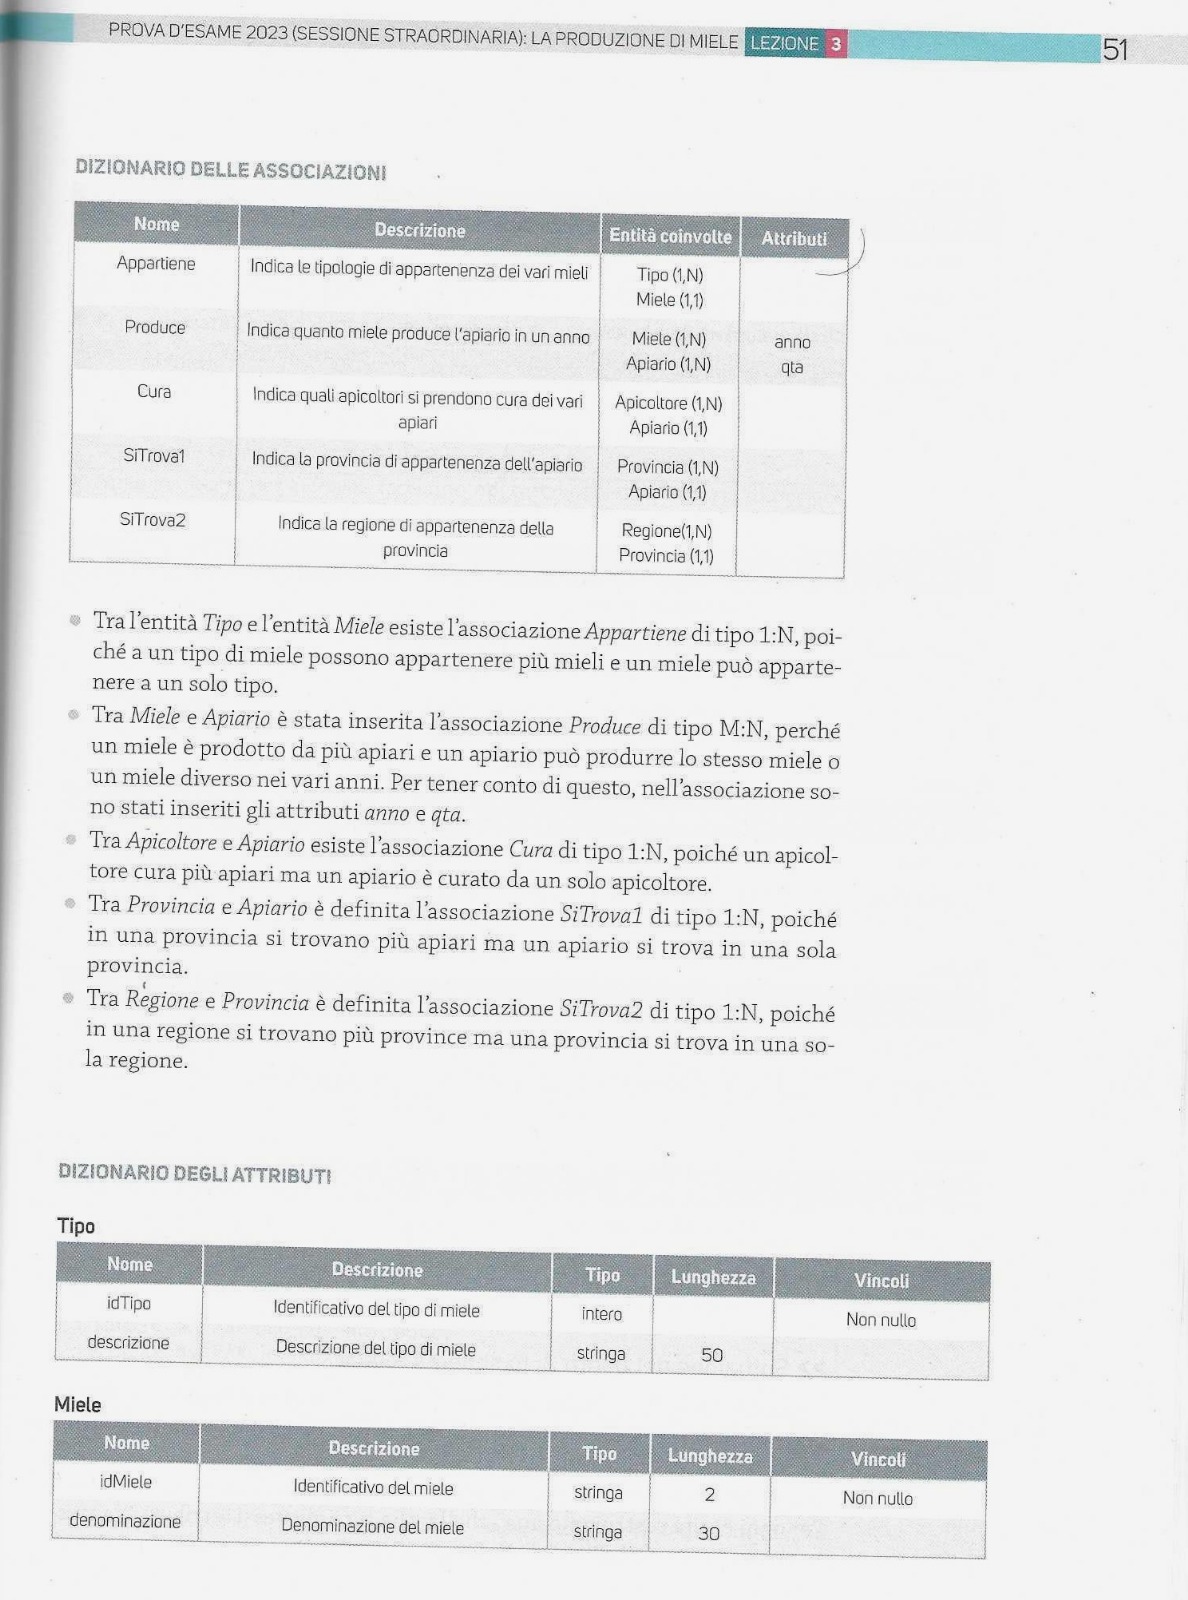 PROVA D'ESAME 2023 (SESSIONE STRAORDINARIA): LA PRODUZIONE DI MIELE LEZIONE 3 51
DIZIONARIO DELLE ASSOCIAZIONI
Nome Descrizione Entità coinvolte Attributi
Appartiene Indica le tipologie di appartenenza dei vari mieli Tipo (1,N)
Miele (1,1)
Produce Indica quanto miele produce l'apiario in un anno Miele (1,N) anno
Apiario (1,N) qta
Cura Indica quali apicoltori si prendono cura dei vari Apicoltore (1,N)
apiari Apiario (1,1)
SiTrova1 Indica la provincia di appartenenza dell'apiario Provincia (1,N)
Apiario (1,1)
SiTrova2 Indica la regione di appartenenza della Regione(1,N)
provincia Provincia (1,1)
• Tra l'entità Tipo e l'entità Miele esiste l'associazione Appartiene di tipo 1:N, poi-
ché a un tipo di miele possono appartenere più mieli e un miele può apparte-
nere a un solo tipo.
• Tra Miele e Apiario è stata inserita l'associazione Produce di tipo M:N, perché
un miele è prodotto da più apiari e un apiario può produrre lo stesso miele o
un miele diverso nei vari anni. Per tener conto di questo, nell'associazione so-
no stati inseriti gli attributi anno e qta.
• Tra Apicoltore e Apiario esiste l'associazione Cura di tipo 1:N, poiché un apicol-
tore cura più apiari ma un apiario è curato da un solo apicoltore.
• Tra Provincia e Apiario è definita l'associazione SiTrova1 di tipo 1:N, poiché
in una provincia si trovano più apiari ma un apiario si trova in una sola
provincia.
• Tra Regione e Provincia è definita l'associazione SiTrova2 di tipo 1:N, poiché
in una regione si trovano più province ma una provincia si trova in una so-
la regione.
DIZIONARIO DEGLI ATTRIBUTI
Tipo
Nome Descrizione Tipo Lunghezza Vincoli
idTipo Identificativo del tipo di miele intero Non nullo
descrizione Descrizione del tipo di miele stringa 50
Miele
Nome Descrizione Tipo Lunghezza Vincoli
idMiele Identificativo del miele stringa 2 Non nullo
denominazione Denominazione del miele stringa 30